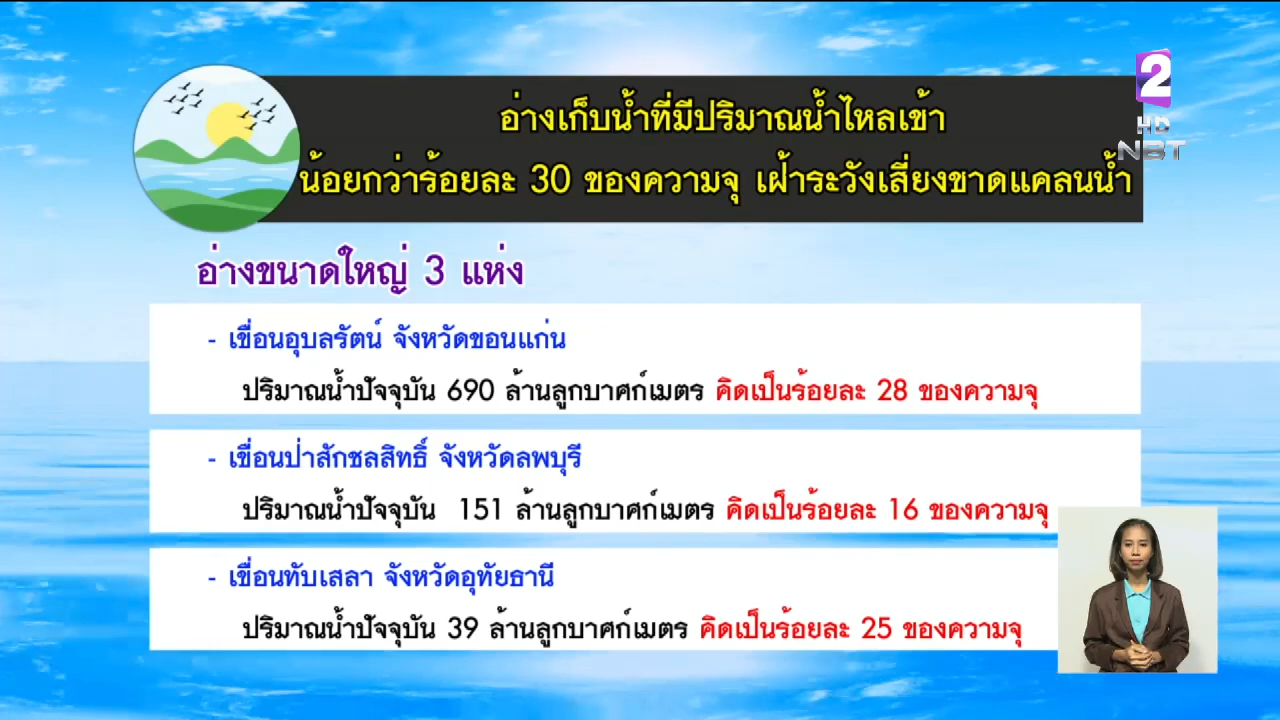 อ่างเก็บน้ำที่มีปริมาณน้ำไหลเข้า
น้อยกว่าร้อยละ 30 ของความจุ เฝ้าระวังเสี่ยงขาดแคลนน้ำ
2
HD
NBT
อ่างขนาดใหญ่ 3 แห่ง
- เขื่อนอุบลรัตน์ จังหวัดขอนแก่น
ปริมาณน้ำปัจจุบัน 690 ล้านลูกบาศก์เมตร คิดเป็นร้อยละ 28 ของความจุ
- เขื่อนป่าสักชลสิทธิ์ จังหวัดลพบุรี
ปริมาณน้ำปัจจุบัน 151 ล้านลูกบาศก์เมตร คิดเป็นร้อยละ 16 ของความจุ
- เขื่อนทับเสลา จังหวัดอุทัยธานี
ปริมาณน้ำปัจจุบัน 39 ล้านลูกบาศก์เมตร คิดเป็นร้อยละ 25 ของความจุ